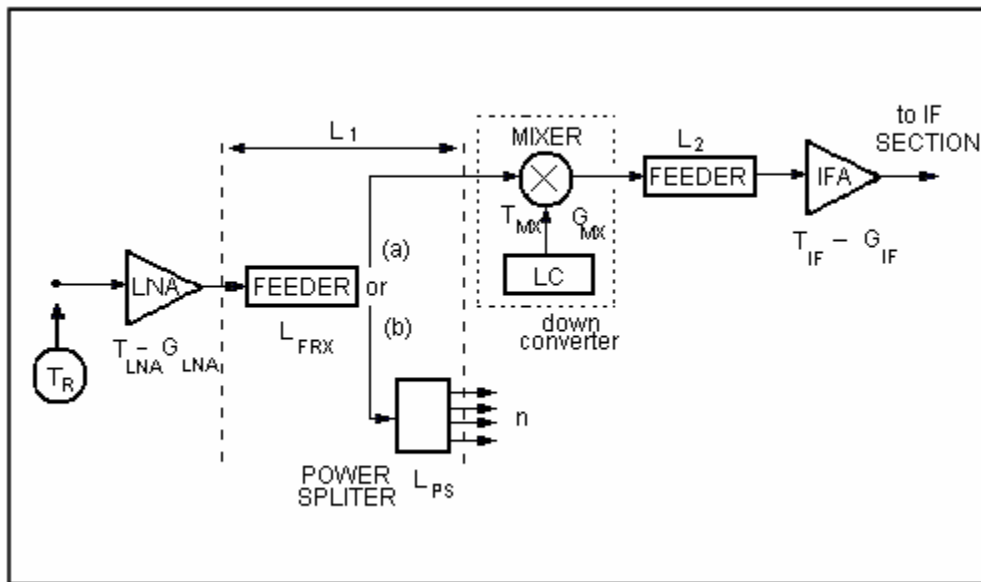 L1
MIXER
L2
to IF
SECTION
FEEDER
IFA
TMX
GMX
TIF – GIF
(a)
LNA
FEEDER
or
LC
(b)
down
converter
LFRX
TLNA – GLNA
TR
n
POWER
SPLITER
LPS